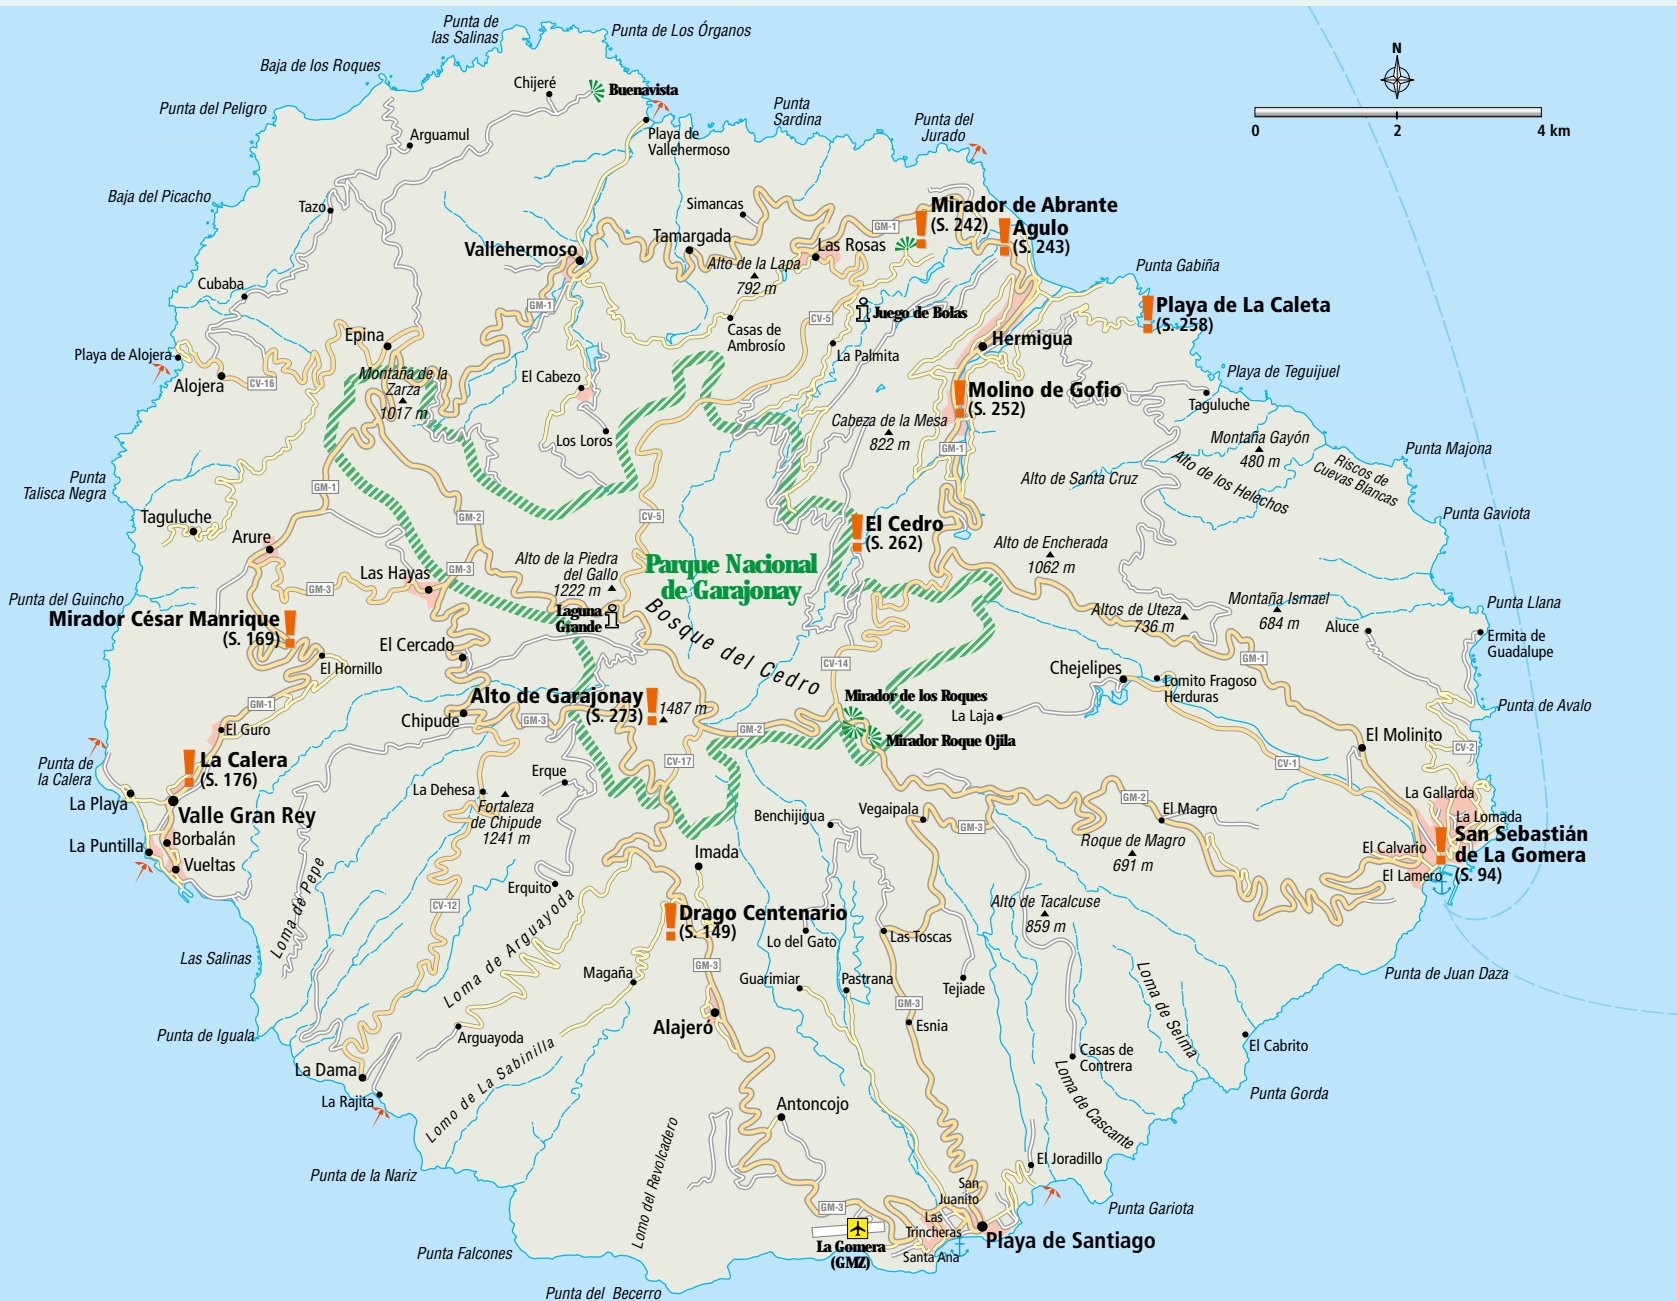 Punta de
las Salinas
Punta de Los Órganos
Baja de los Roques
Chijeré
Buenavista
Punta del Peligro
Punta
Sardina
Punta del
Jurado
N
0
2
4 km
Arguamul
Playa de
Vallehermoso
Baja del Picacho
Tazo
Simancas
Mirador de Abrante
(S. 242)
GM-1
Agulo
(S. 243)
Vallehermoso
Tamargada
Las Rosas
Alto de la Lapa
792 m
Punta Gabiña
Cubaba
GM-1
CV-5
Juego de Bolas
Playa de La Caleta
(S. 258)
Casas de
Ambrosío
Epina
Hermigua
Playa de Alojera
La Palmita
Alojera
CV-16
Montaña de la
Zarza
1017 m
El Cabezo
Molino de Gofio
(S. 252)
Playa de Teguijuel
Taguluche
Cabeza de la Mesa
822 m
Los Loros
GM-1
Montaña Gayón
480 m
Punta Majona
Alto de Santa Cruz
Alto de los Helechos
Riscos de
Cuevas Blancas
Punta
Talisca Negra
GM-1
Taguluche
GM-2
CV-5
El Cedro
(S. 262)
Punta Gaviota
Arure
Alto de Encherada
1062 m
Alto de la Piedra
del Gallo
1222 m
Parque Nacional
de Garajonay
Las Hayas
GM-3
GM-3
Punta del Guincho
Mirador César Manrique
(S. 169)
Laguna
Grande
Bosque del Cedro
Altos de Uteza
736 m
Montaña Ismael
684 m
Punta Llana
Aluce
Ermita de
Guadalupe
El Cercado
El Hornillo
CV-14
GM-1
Chejelipes
Lomito Fragoso
Herduras
Alto de Garajonay
(S. 273)
1487 m
Mirador de los Roques
La Laja
Punta de Avalo
GM-1
Chipude
GM-3
GM-2
El Guro
Mirador Roque Ojila
El Molinito
CV-2
La Calera
(S. 176)
Punta de
la Calera
CV-17
CV-1
Erque
La Dehesa
La Playa
Valle Gran Rey
Fortaleza
de Chipude
1241 m
Benchijigua
Vegaipala
GM-2
El Magro
La Gallarda
La Lomada
GM-3
La Puntilla
Borbalán
Vueltas
Imada
Roque de Magro
691 m
El Calvario
San Sebastián
de La Gomera
(S. 94)
El Lamero
Erquito
Loma de Pepe
CV-12
Loma de Arguayoda
Drago Centenario
(S. 149)
Alto de Tacalcuse
859 m
Lo del Gato
Las Toscas
Las Salinas
Magaña
GM-3
Guarimiar
Pastrana
Tejiade
Loma de Seima
Punta de Juan Daza
GM-3
Alajeró
Esnia
Punta de Iguala
Arguayoda
El Cabrito
Casas de
Contrera
La Dama
Lomo de La Sabinilla
La Rajita
Loma de Cascante
Punta Gorda
Antoncojo
Lomo del Revolcadero
El Joradillo
Punta de la Nariz
San
Juanito
Punta Gariota
GM-3
Las
Trincheras
Playa de Santiago
La Gomera
(GMZ)
Santa Ana
Punta Falcones
Punta del Becerro